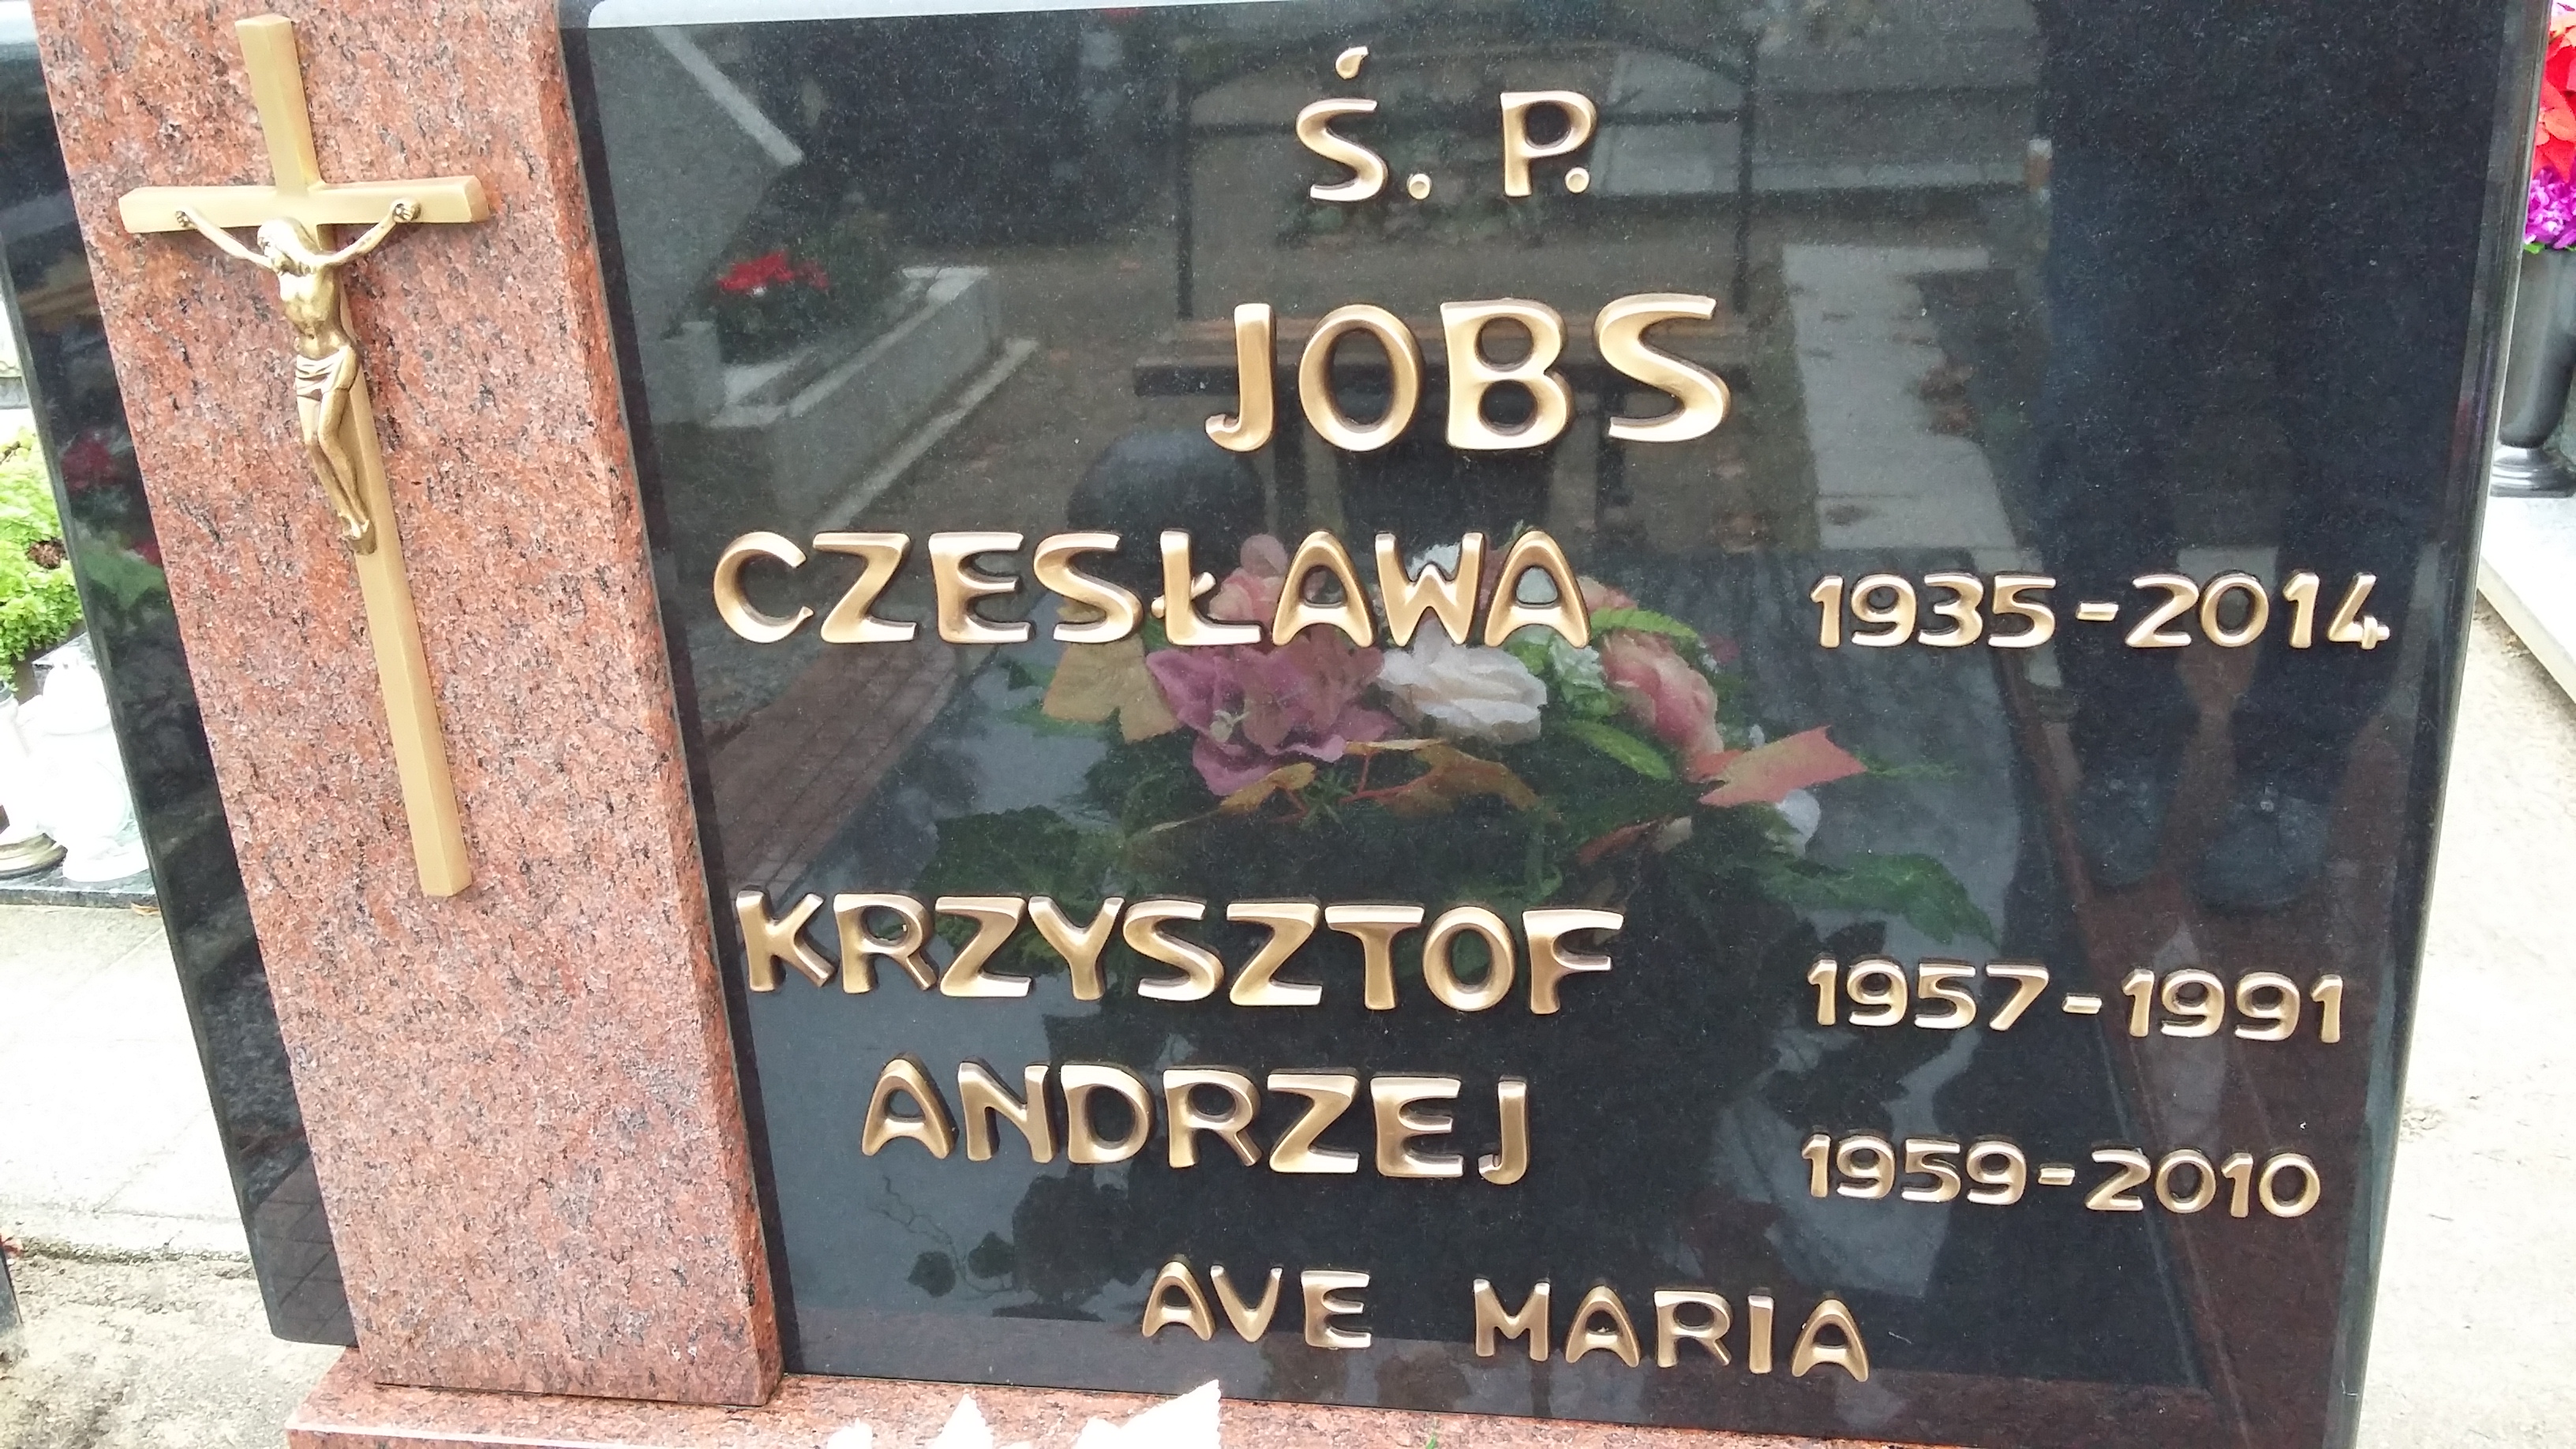 Ś. P.
JOBS
CZESŁAWA 1935-2014
KRZYSZTOF 1957-1991
ANDRZEJ 1959-2010
AVE MARIA